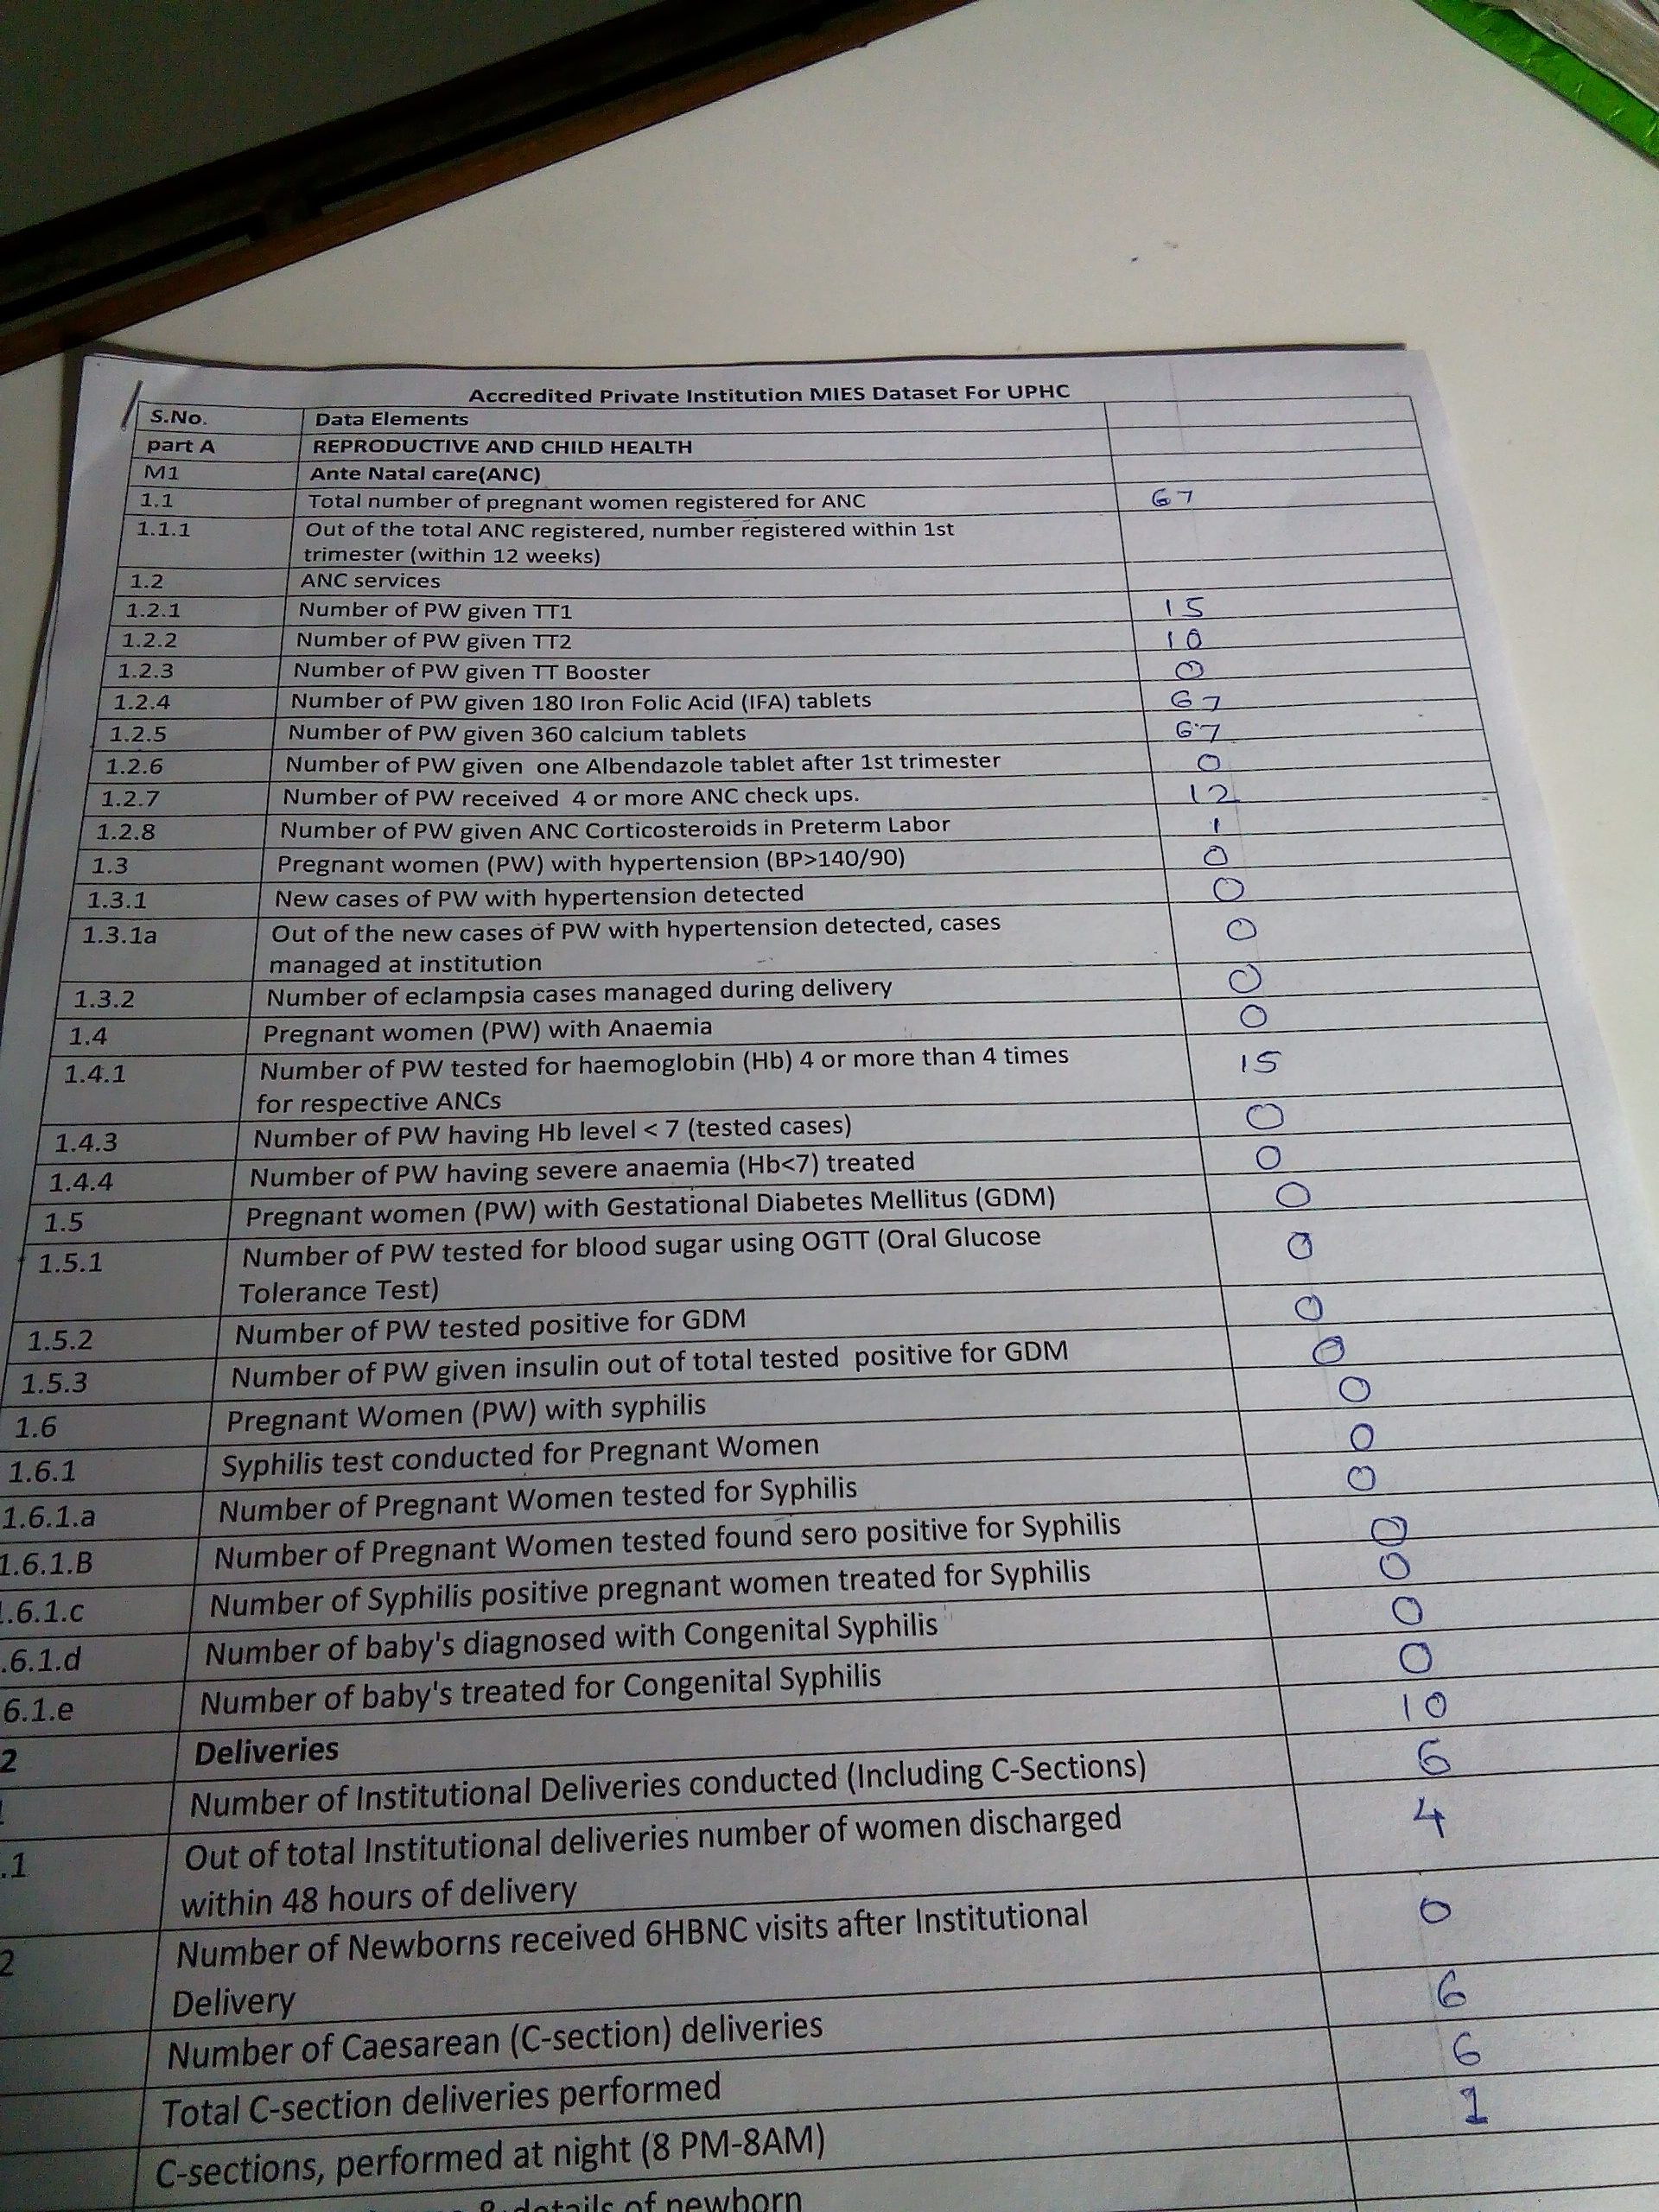 Accredited Private Institution MIES Dataset For UPHC
S.No. Data Elements
part A REPRODUCTIVE AND CHILD HEALTH
M1 Ante Natal care(ANC)
1.1 Total number of pregnant women registered for ANC 67
1.1.1 Out of the total ANC registered, number registered within 1st
trimester (within 12 weeks)
1.2 ANC services
1.2.1 Number of PW given TT1 15
1.2.2 Number of PW given TT2 10
1.2.3 Number of PW given TT Booster 0
1.2.4 Number of PW given 180 Iron Folic Acid (IFA) tablets 67
1.2.5 Number of PW given 360 calcium tablets 67
1.2.6 Number of PW given one Albendazole tablet after 1st trimester 0
1.2.7 Number of PW received 4 or more ANC check ups. 12
1.2.8 Number of PW given ANC Corticosteroids in Preterm Labor 1
1.3 Pregnant women (PW) with hypertension (BP>140/90) 0
1.3.1 New cases of PW with hypertension detected 0
1.3.1a Out of the new cases of PW with hypertension detected, cases 0
managed at institution
1.3.2 Number of eclampsia cases managed during delivery 0
1.4 Pregnant women (PW) with Anaemia 0
1.4.1 Number of PW tested for haemoglobin (Hb) 4 or more than 4 times 15
for respective ANCs
1.4.3 Number of PW having Hb level < 7 (tested cases) 0
1.4.4 Number of PW having severe anaemia (Hb<7) treated 0
1.5 Pregnant women (PW) with Gestational Diabetes Mellitus (GDM) 0
1.5.1 Number of PW tested for blood sugar using OGTT (Oral Glucose 0
Tolerance Test)
1.5.2 Number of PW tested positive for GDM 0
1.5.3 Number of PW given insulin out of total tested positive for GDM 0
1.6 Pregnant Women (PW) with syphilis 0
1.6.1 Syphilis test conducted for Pregnant Women 0
1.6.1.a Number of Pregnant Women tested for Syphilis 0
1.6.1.B Number of Pregnant Women tested found sero positive for Syphilis 0
.6.1.c Number of Syphilis positive pregnant women treated for Syphilis 0
.6.1.d Number of baby's diagnosed with Congenital Syphilis 0
6.1.e Number of baby's treated for Congenital Syphilis 0
2 Deliveries 10
Number of Institutional Deliveries conducted (Including C-Sections) 6
.1 Out of total Institutional deliveries number of women discharged 4
within 48 hours of delivery
2 Number of Newborns received 6HBNC visits after Institutional 0
Delivery
Number of Caesarean (C-section) deliveries 6
Total C-section deliveries performed 6
C-sections, performed at night (8 PM-8AM) 1
& details of newborn